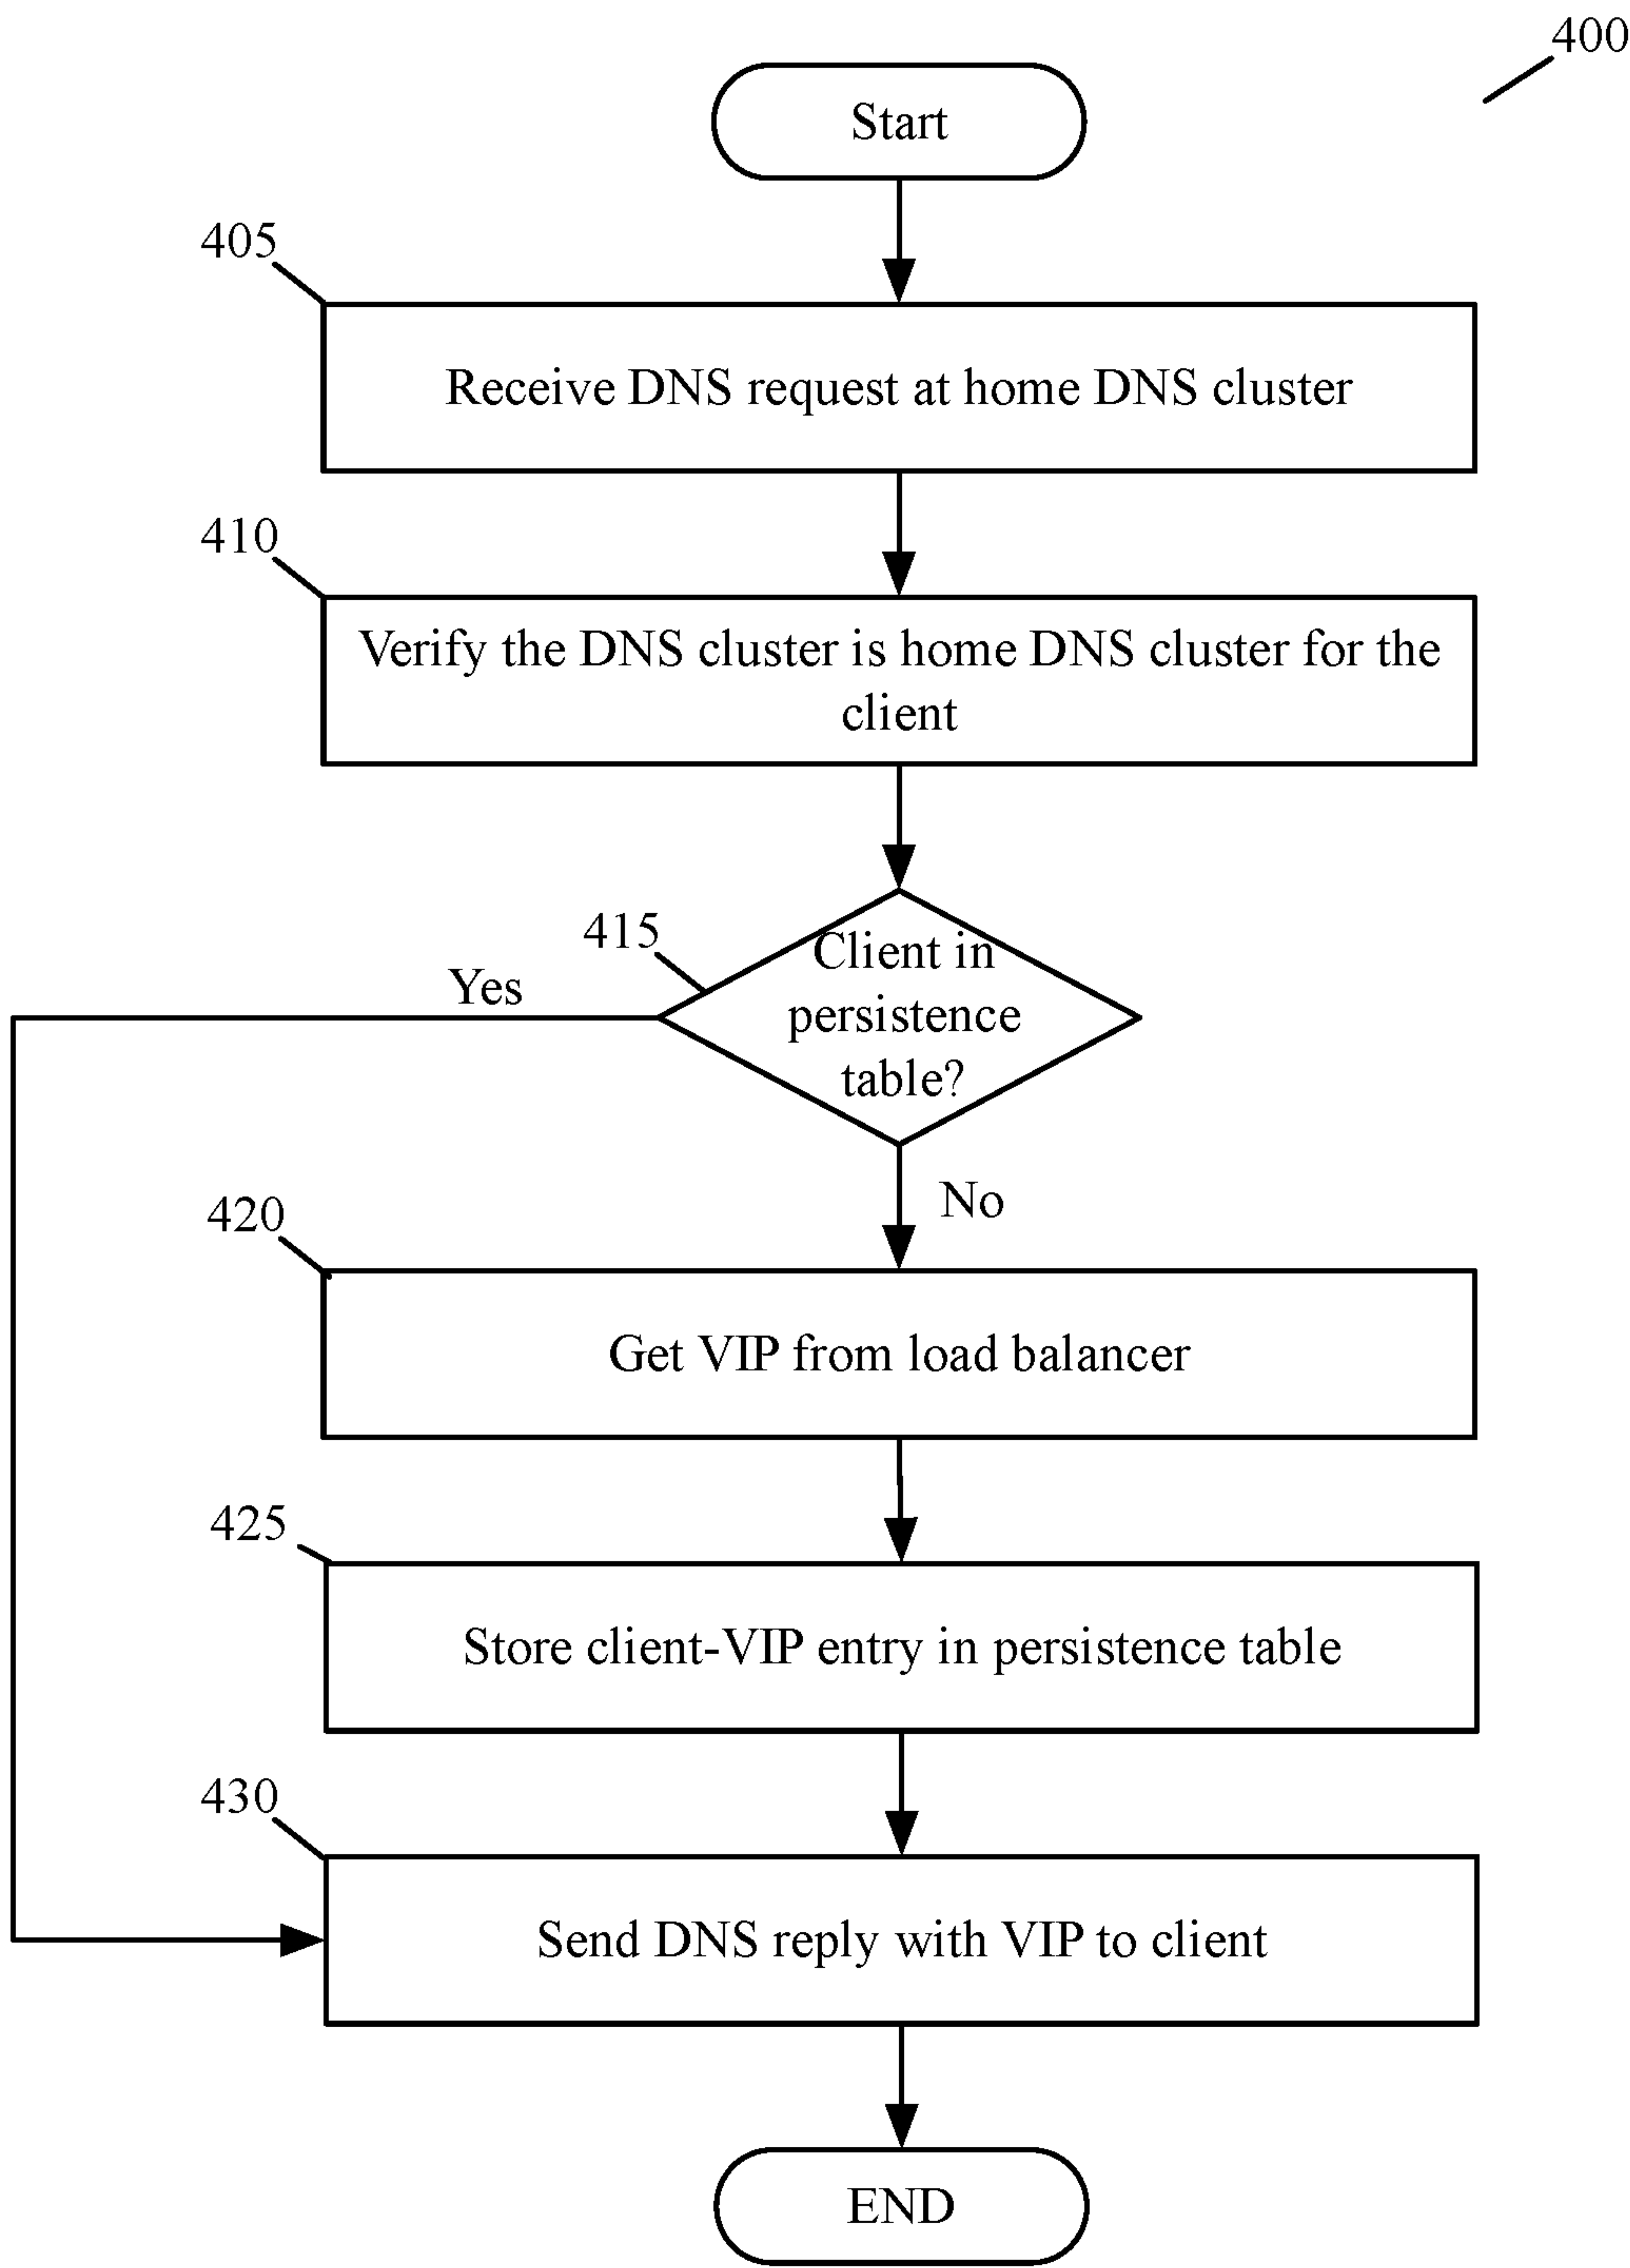 400
Start
405
Receive DNS request at home DNS cluster
410
Verify the DNS cluster is home DNS cluster for the
client
415
Client in
persistence
table?
Yes
No
420
Get VIP from load balancer
425
Store client-VIP entry in persistence table
430
Send DNS reply with VIP to client
END